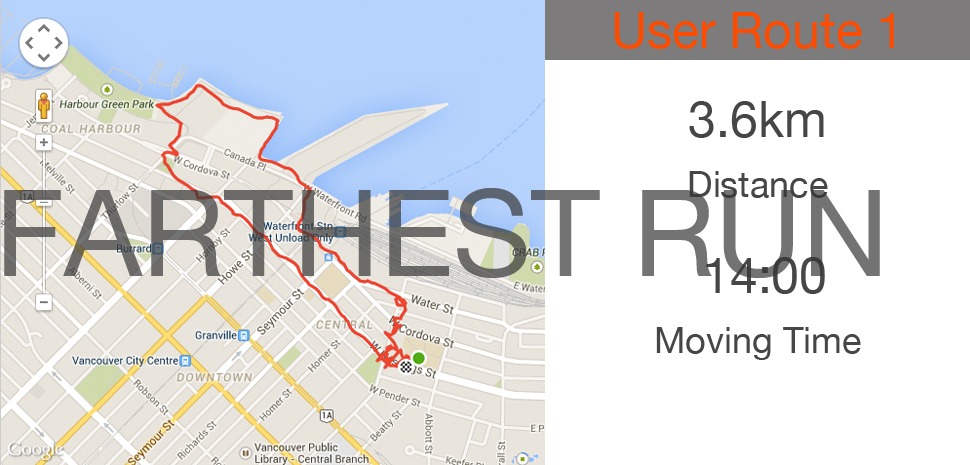 User Route 1
3.6km
Distance
14:00
Moving Time
FARTHEST RUN
Harbour Green Park
COAL HARBOUR
Canada Pl
W Cordova St
Melville St
W Waterfront Rd
Waterfront Stn
West Unload Only
Burrard
Howe St
CRAB
E Water
Seymour St
Water St
CENTRAL
W Cordova St
Granville
Homer St
Vancouver City Centre
DOWNTOWN
W Pender St
Robson St
Homer St
Beatty St
1A
Abbott St
Seymour St
Richards St
Vancouver Public
Library - Central Branch
Keefer Pl
E P
Google